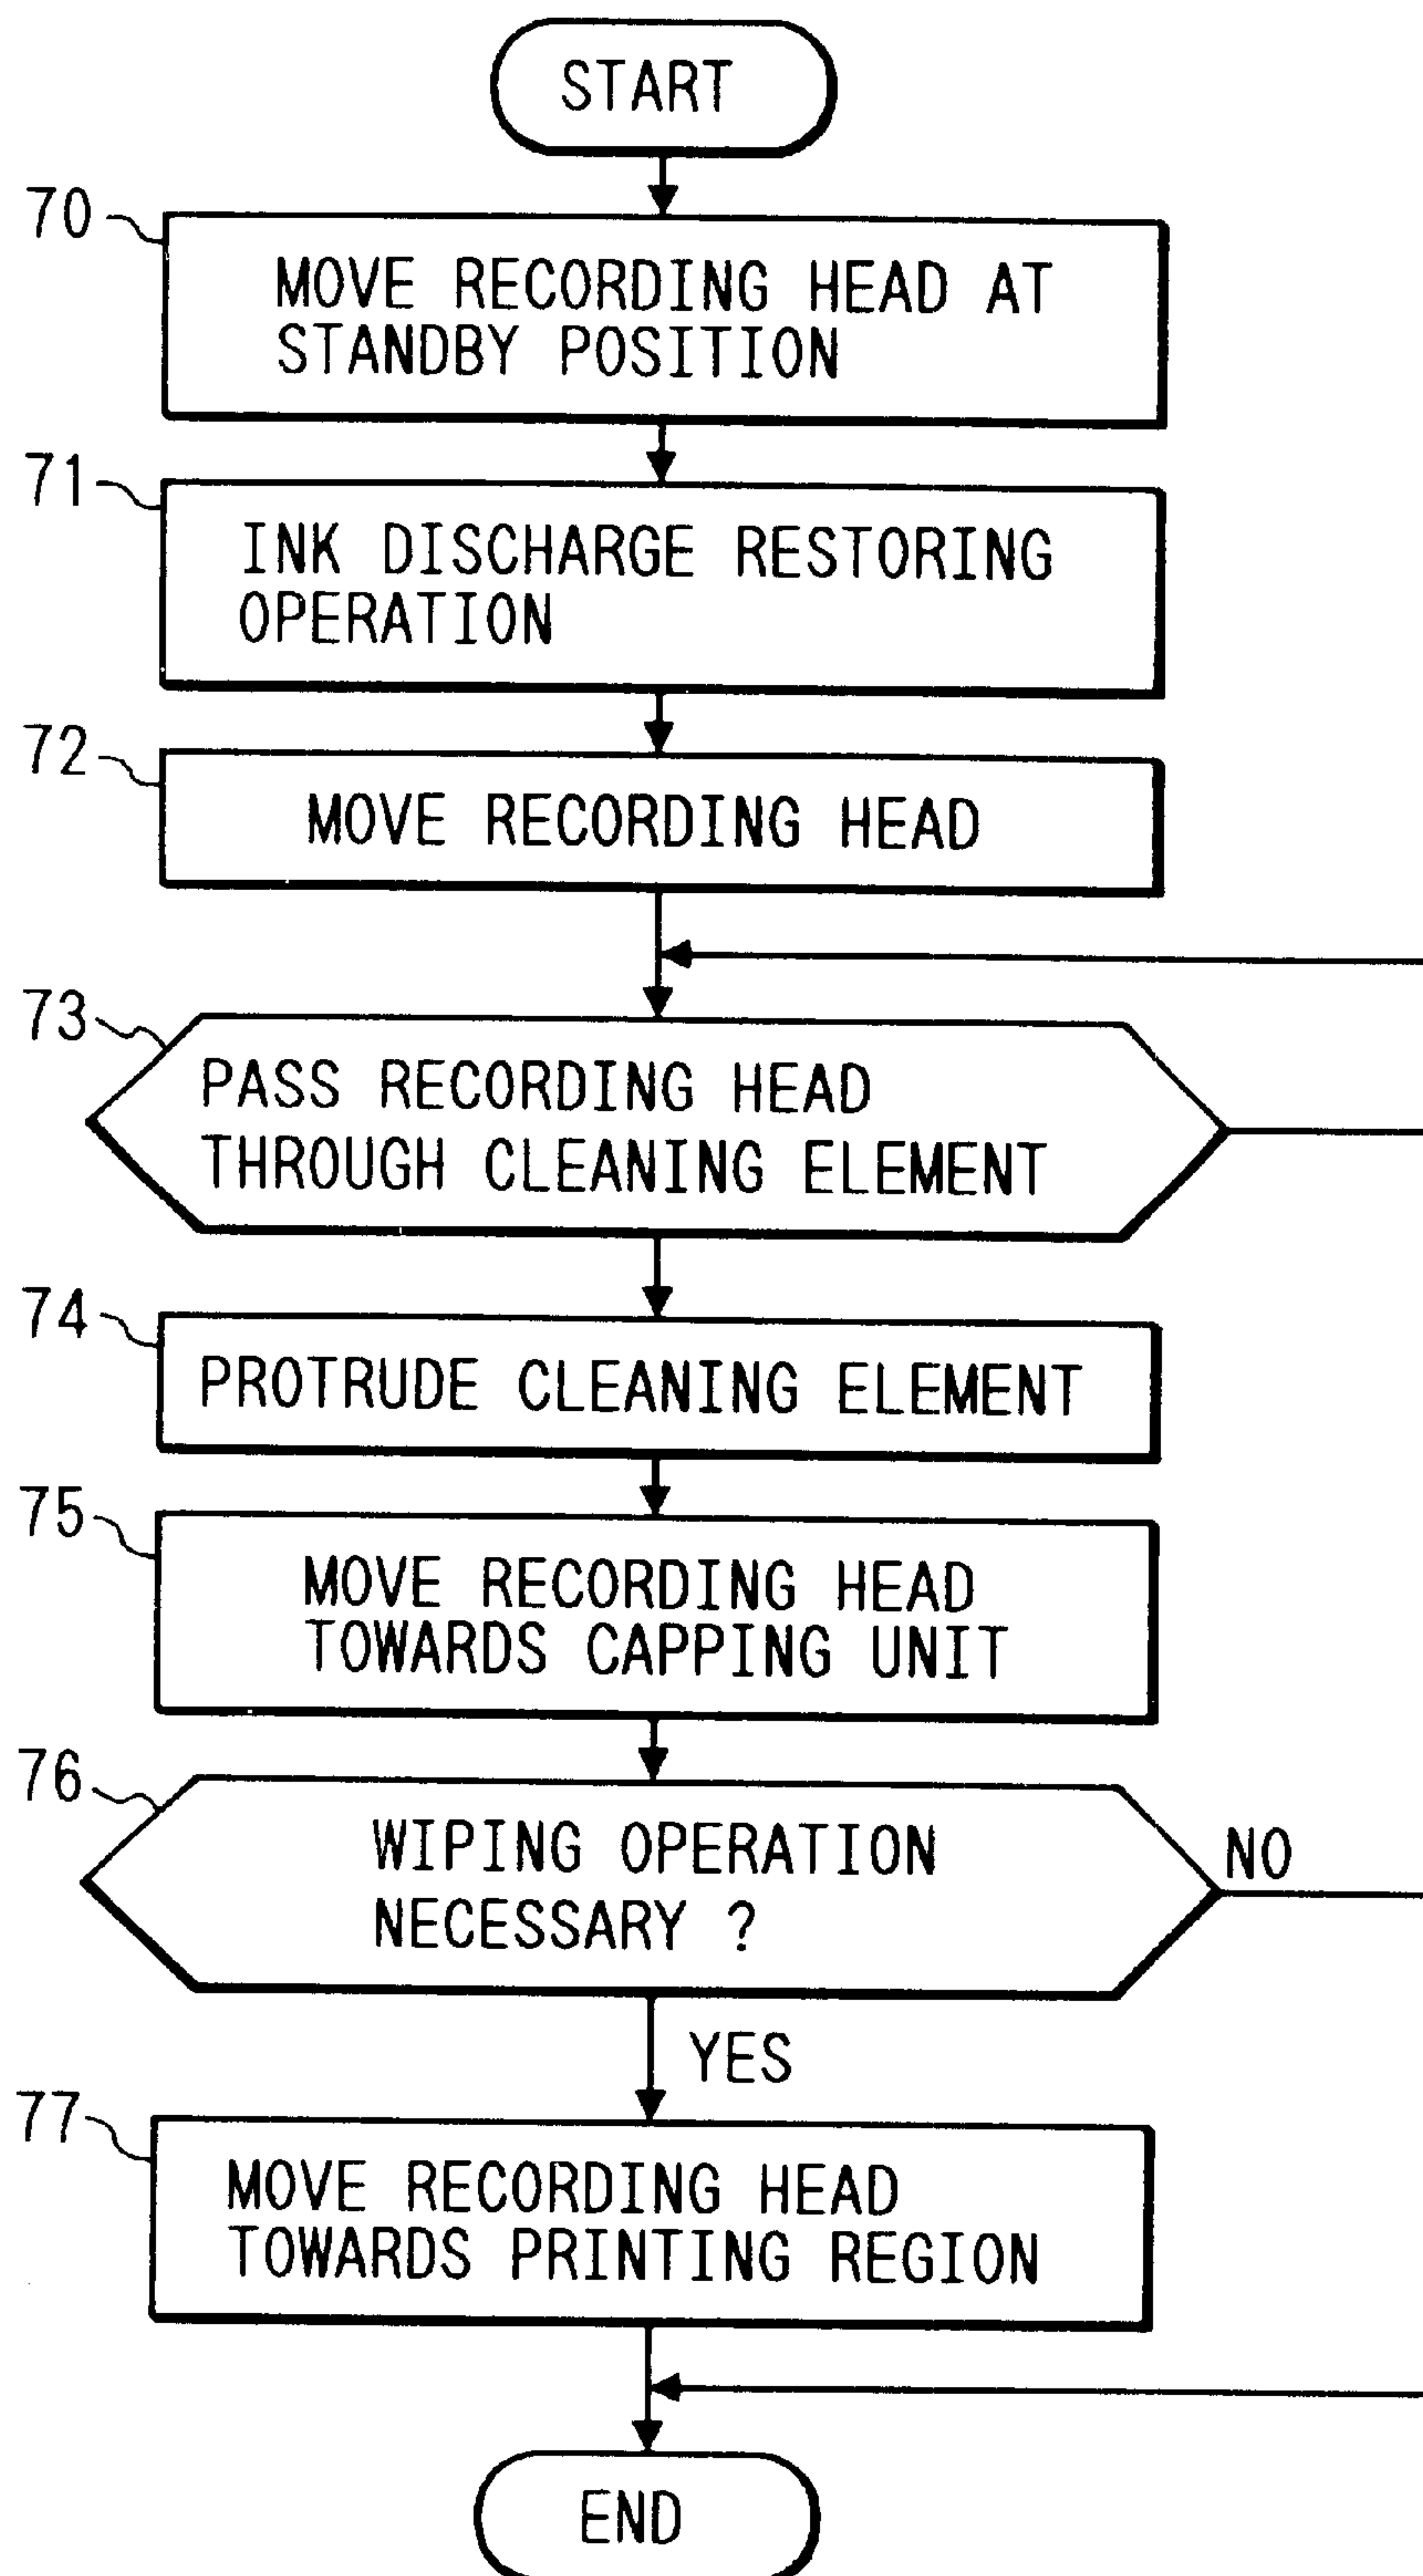 START
70
MOVE RECORDING HEAD AT
STANDBY POSITION
71
INK DISCHARGE RESTORING
OPERATION
72
MOVE RECORDING HEAD
73
PASS RECORDING HEAD
THROUGH CLEANING ELEMENT
74
PROTRUDE CLEANING ELEMENT
75
MOVE RECORDING HEAD
TOWARDS CAPPING UNIT
76
WIPING OPERATION
NECESSARY ?
NO
YES
77
MOVE RECORDING HEAD
TOWARDS PRINTING REGION
END